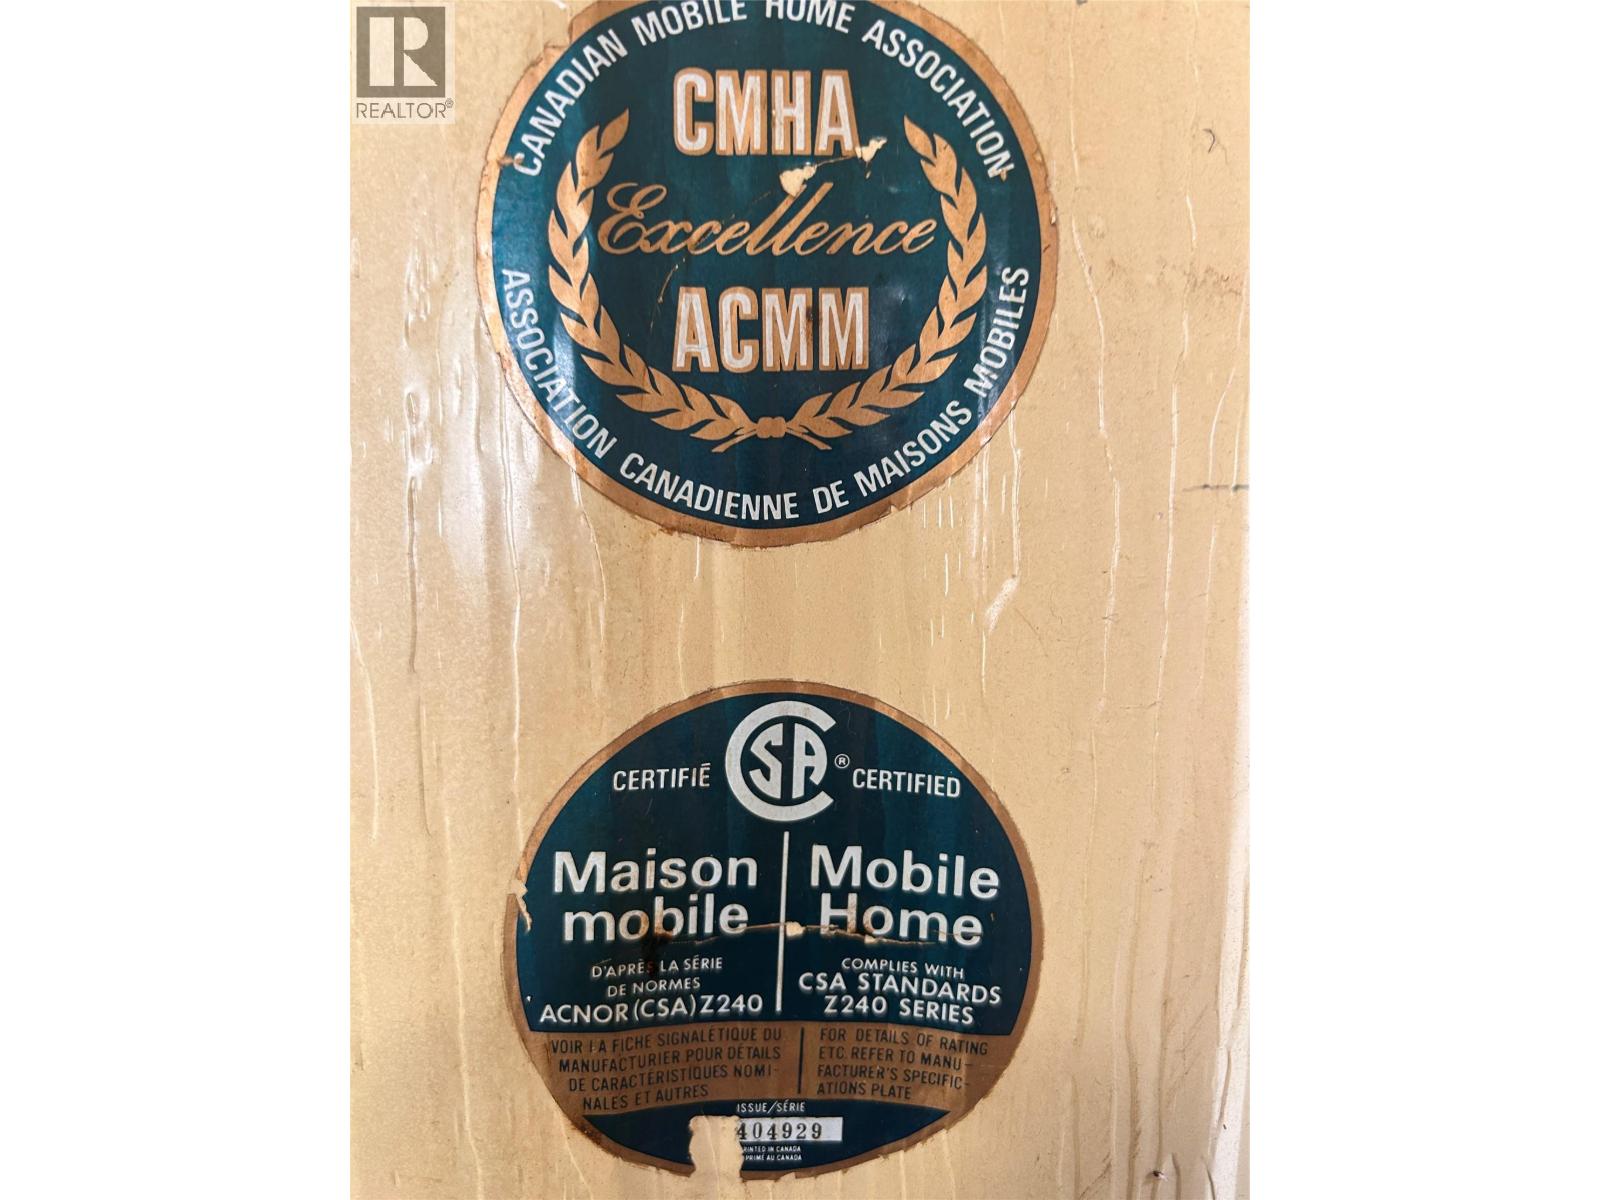 REALTOR®
CANADIAN MOBILE HOME ASSOCIATION
CMHA
Excellence
ACMM
ASSOCIATION CANADIENNE DE MAISONS MOBILES
CERTIFIÉ CSA ® CERTIFIED
Maison
mobile
D'APRÈS LA SÉRIE
DE NORMES
ACNOR (CSA) Z240
Mobile
Home
COMPLIES WITH
CSA STANDARDS
Z240 SERIES
VOIR LA FICHE SIGNALÉTIQUE DU
MANUFACTURIER POUR DÉTAILS
DE CARACTÉRISTIQUES NOMI-
NALES ET AUTRES
FOR DETAILS OF RATING
ETC. REFER TO MANU-
FACTURER'S SPECIFIC-
ATIONS PLATE
ISSUE/SÉRIE
404929
IN CANADA
AU CANADA